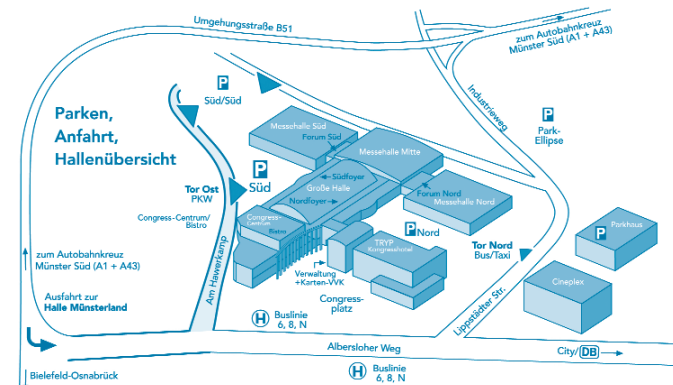 Umgehungsstraße B51
zum Autobahnkreuz
Münster Süd (A1 + A43)
Parken,
Anfahrt,
Hallenübersicht
P
Süd/Süd
Industrieweg
P
Park-
Ellipse
Messehalle Süd
Forum Süd
Messehalle Mitte
P
Süd
Tor Ost
PKW
Congress-Centrum/
Bistro
Südfoyer
Große Halle
Nordfoyer
Forum Nord
Messehalle Nord
Congress-
Centrum
Bistro
P Nord
TRYP
Kongresshotel
Tor Nord
Bus/Taxi
Parkhaus
P
Cineplex
zum Autobahnkreuz
Münster Süd (A1 + A43)
Am Hawerkamp
Verwaltung
+Karten-VVK
Congress-
platz
Lippstädter Str.
Ausfahrt zur
Halle Münsterland
H Buslinie
6, 8, N
Albersloher Weg
City/DB
Bielefeld-Osnabrück
H Buslinie
6, 8, N